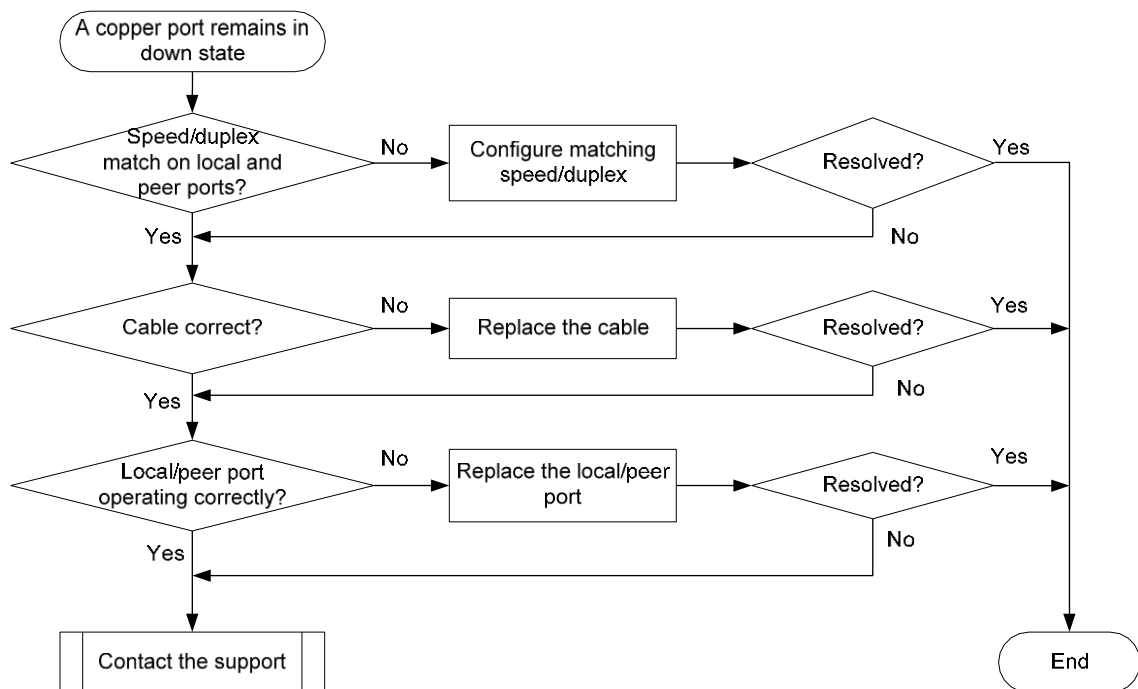 A copper port remains in
down state
Speed/duplex
match on local and
peer ports?
No
Configure matching
speed/duplex
Resolved?
Yes
Yes
No
Cable correct?
No
Replace the cable
Resolved?
Yes
Yes
No
Local/peer port
operating correctly?
No
Replace the local/peer
port
Resolved?
Yes
Yes
No
Contact the support
End